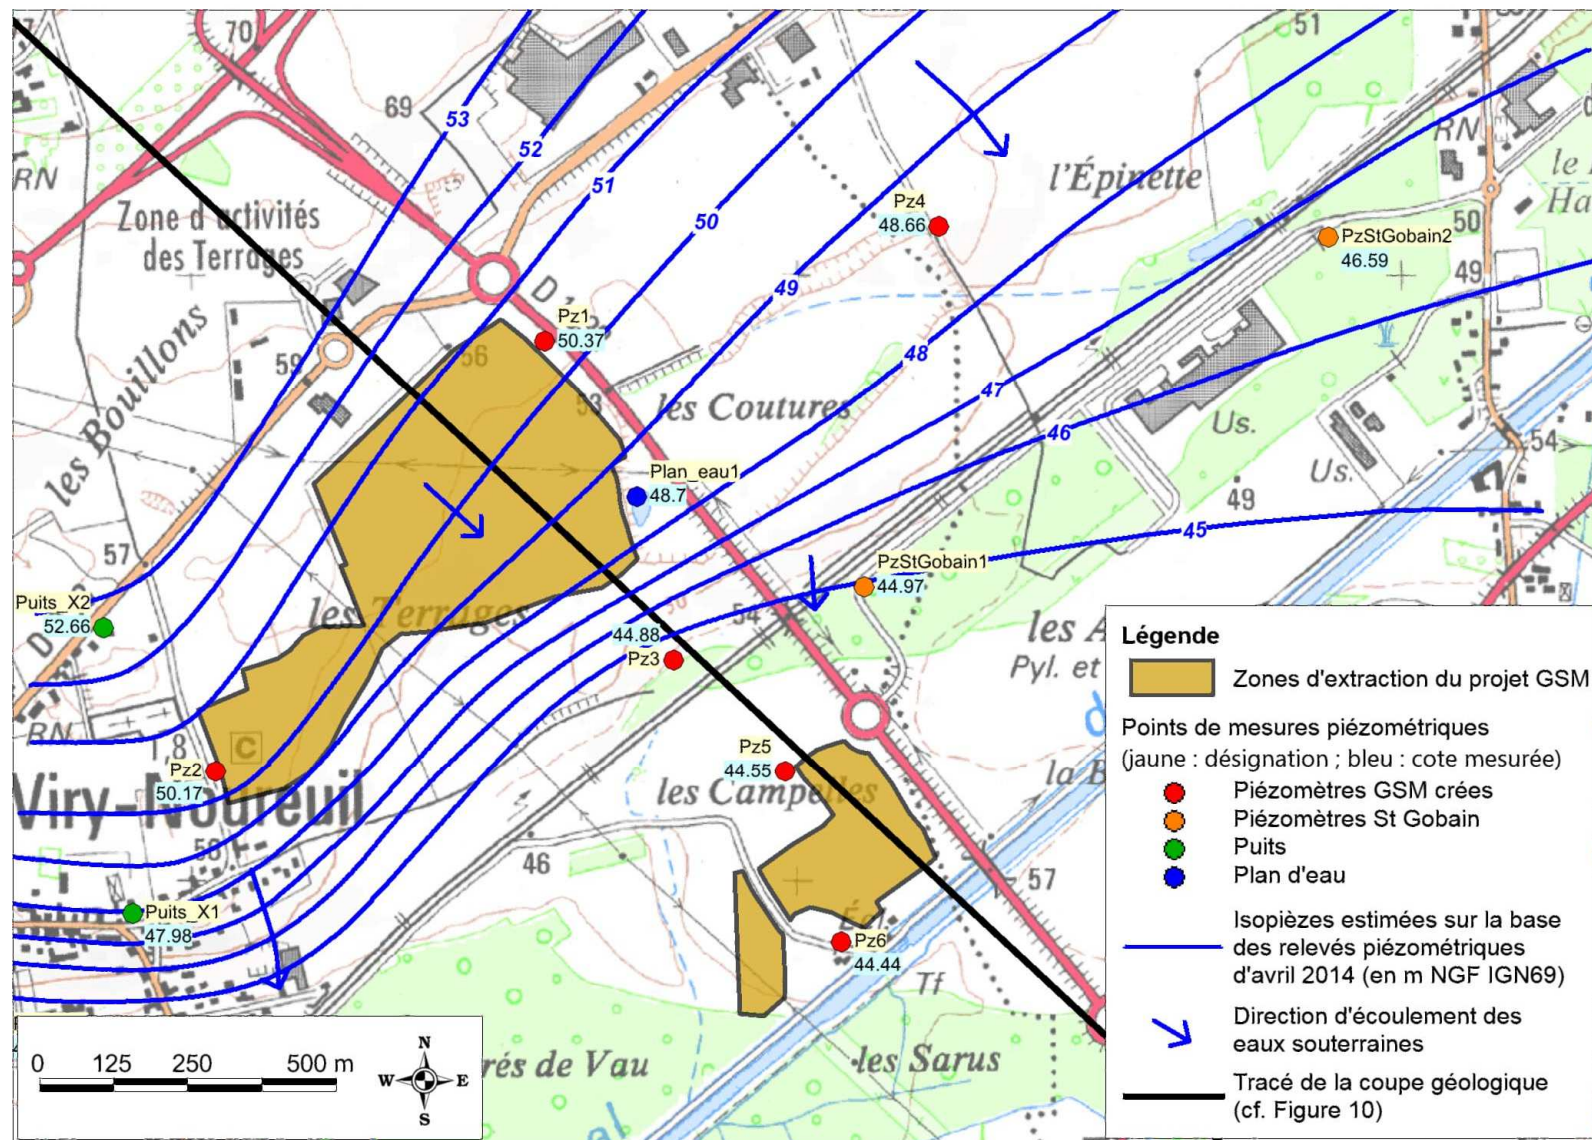 70
51
69
53
RN
52
RN
l'Épinette
51
Pz4
48.66
Zone d'activités
des Terrages
50
PzStGobain2
46.59
50
49
49
D
Pz1
50.37
56
59
48
53
les Coutures
47
les Bouillons
46
Us.
54
Plan_eau1
48.7
Us.
49
45
57
PzStGobain1
44.97
Puits_X2
52.66
D
les Terrages
54
44.88
Pz3
les A
Pyl. et
RN
Pz5
44.55
C
Pz2
50.17
les Campelles
la B
Viry-Noureuil
46
57
Puits_X1
47.98
Pz6
44.44
Tf
les Sarus
rés de Vau
0 125 250 500 m
N
W E
S
Légende
Zones d'extraction du projet GSM
Points de mesures piézométriques
(jaune : désignation ; bleu : cote mesurée)
Piézomètres GSM crées
Piézomètres St Gobain
Puits
Plan d'eau
Isopièzes estimées sur la base
des relevés piézométriques
d'avril 2014 (en m NGF IGN69)
Direction d'écoulement des
eaux souterraines
Tracé de la coupe géologique
(cf. Figure 10)